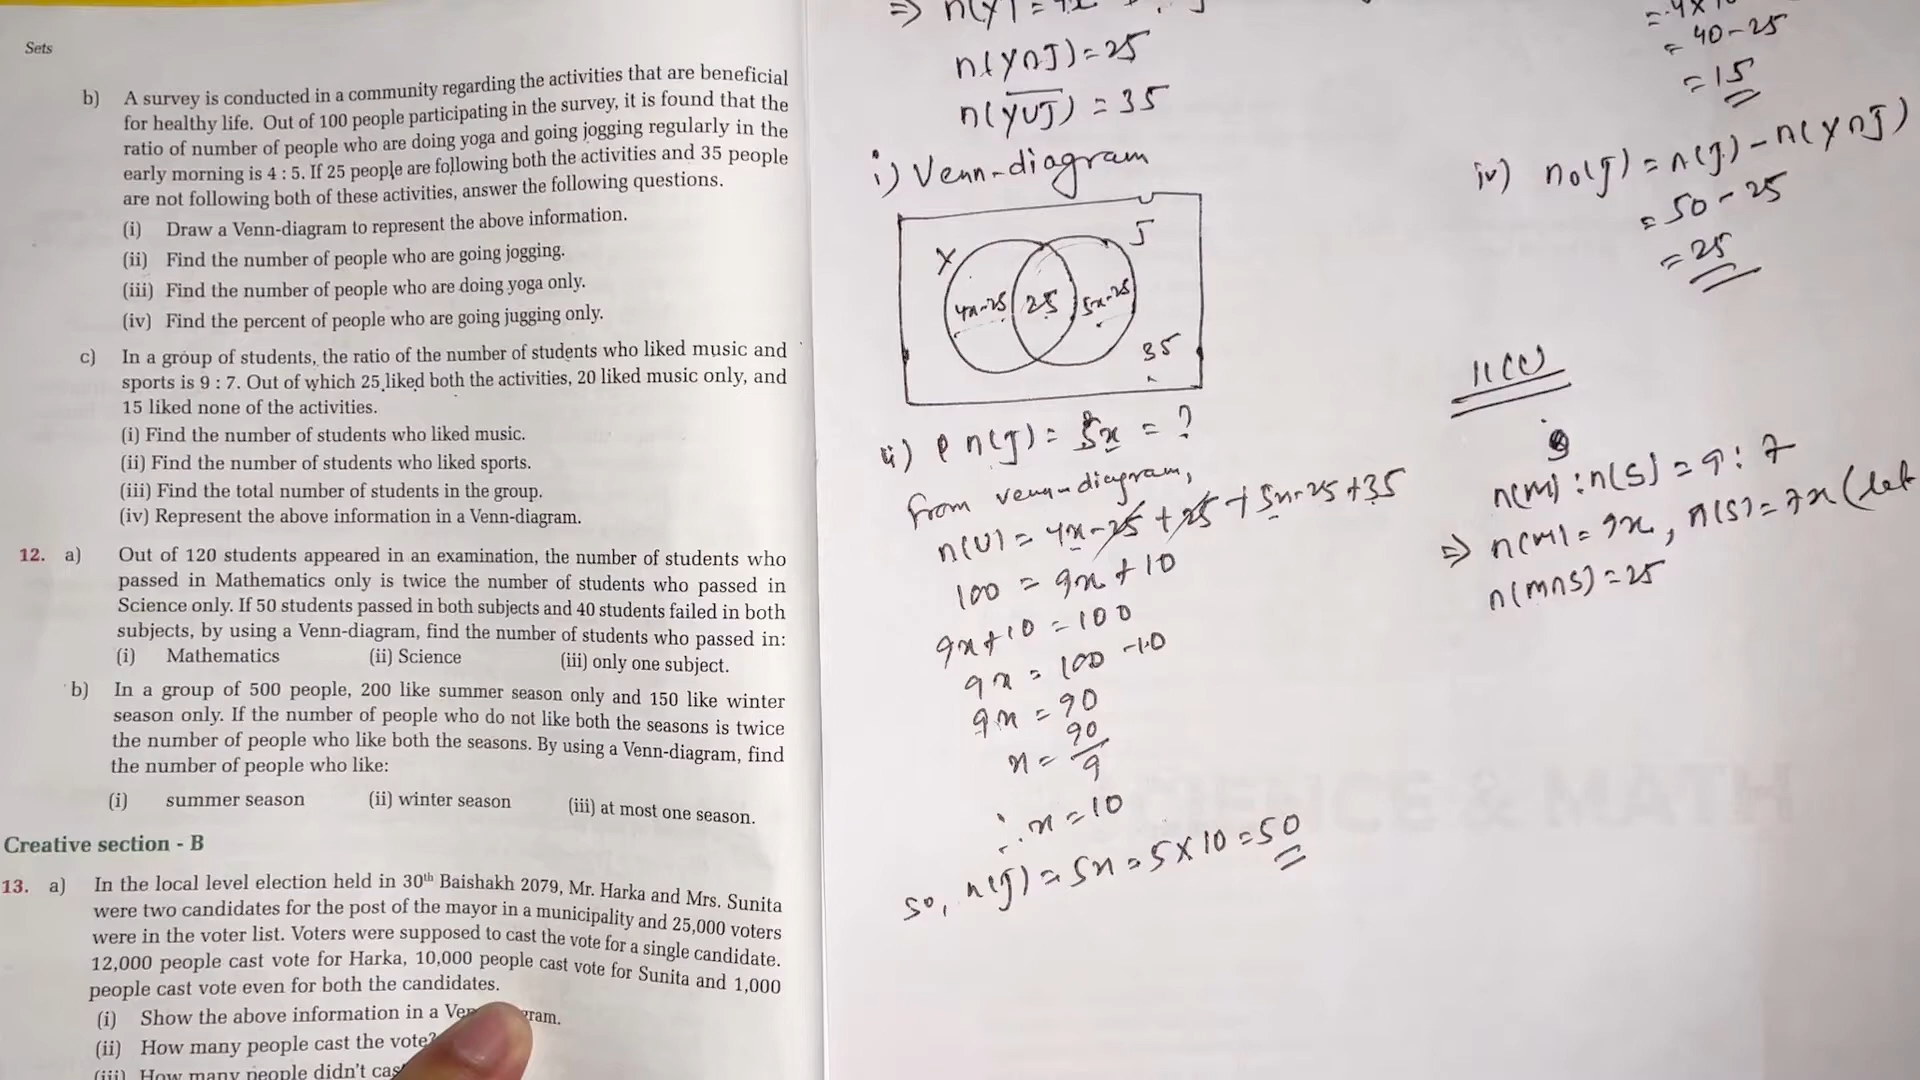 Sets
b) A survey is conducted in a community regarding the activities that are beneficial
for healthy life. Out of 100 people participating in the survey, it is found that the
ratio of number of people who are doing yoga and going jogging regularly in the
early morning is 4 : 5. If 25 people are following both the activities and 35 people
are not following both of these activities, answer the following questions.
(i) Draw a Venn-diagram to represent the above information.
(ii) Find the number of people who are going jogging.
(iii) Find the number of people who are doing yoga only.
(iv) Find the percent of people who are going jugging only.
c) In a group of students, the ratio of the number of students who liked music and
sports is 9 : 7. Out of which 25 liked both the activities, 20 liked music only, and
15 liked none of the activities.
(i) Find the number of students who liked music.
(ii) Find the number of students who liked sports.
(iii) Find the total number of students in the group.
(iv) Represent the above information in a Venn-diagram.
12. a) Out of 120 students appeared in an examination, the number of students who
passed in Mathematics only is twice the number of students who passed in
Science only. If 50 students passed in both subjects and 40 students failed in both
subjects, by using a Venn-diagram, find the number of students who passed in:
(i) Mathematics (ii) Science (iii) only one subject.
b) In a group of 500 people, 200 like summer season only and 150 like winter
season only. If the number of people who do not like both the seasons is twice
the number of people who like both the seasons. By using a Venn-diagram, find
the number of people who like:
(i) summer season (ii) winter season (iii) at most one season.
Creative section - B
13. a) In the local level election held in 30th Baishakh 2079, Mr. Harka and Mrs. Sunita
were two candidates for the post of the mayor in a municipality and 25,000 voters
were in the voter list. Voters were supposed to cast the vote for a single candidate.
12,000 people cast vote for Harka, 10,000 people cast vote for Sunita and 1,000
people cast vote even for both the candidates.
(i) Show the above information in a Ven gram.
(ii) How many people cast the vote?
(iii) How many people didn't cas
n(Y∩J) = 25
n(Y∪J)‾ = 35
i) Venn-diagram
U
Y J
4x-25 25 5x-25
35
ii) n(J) = 5x = ?
from venn-diagram,
n(U) = 4x-25 + 25 + 5x-25 + 35
100 = 9x + 10
9x + 10 = 100
9x = 100 - 10
9x = 90
x = 90/9
∴ x = 10
so, n(J) = 5x = 5 × 10 = 50
= 40 - 25
= 15
iv) no(J) = n(J) - n(Y∩J)
= 50 - 25
= 25
11(c)
n(M) : n(S) = 9 : 7
⇒ n(M) = 9x, n(S) = 7x (let
n(M∩S) = 25